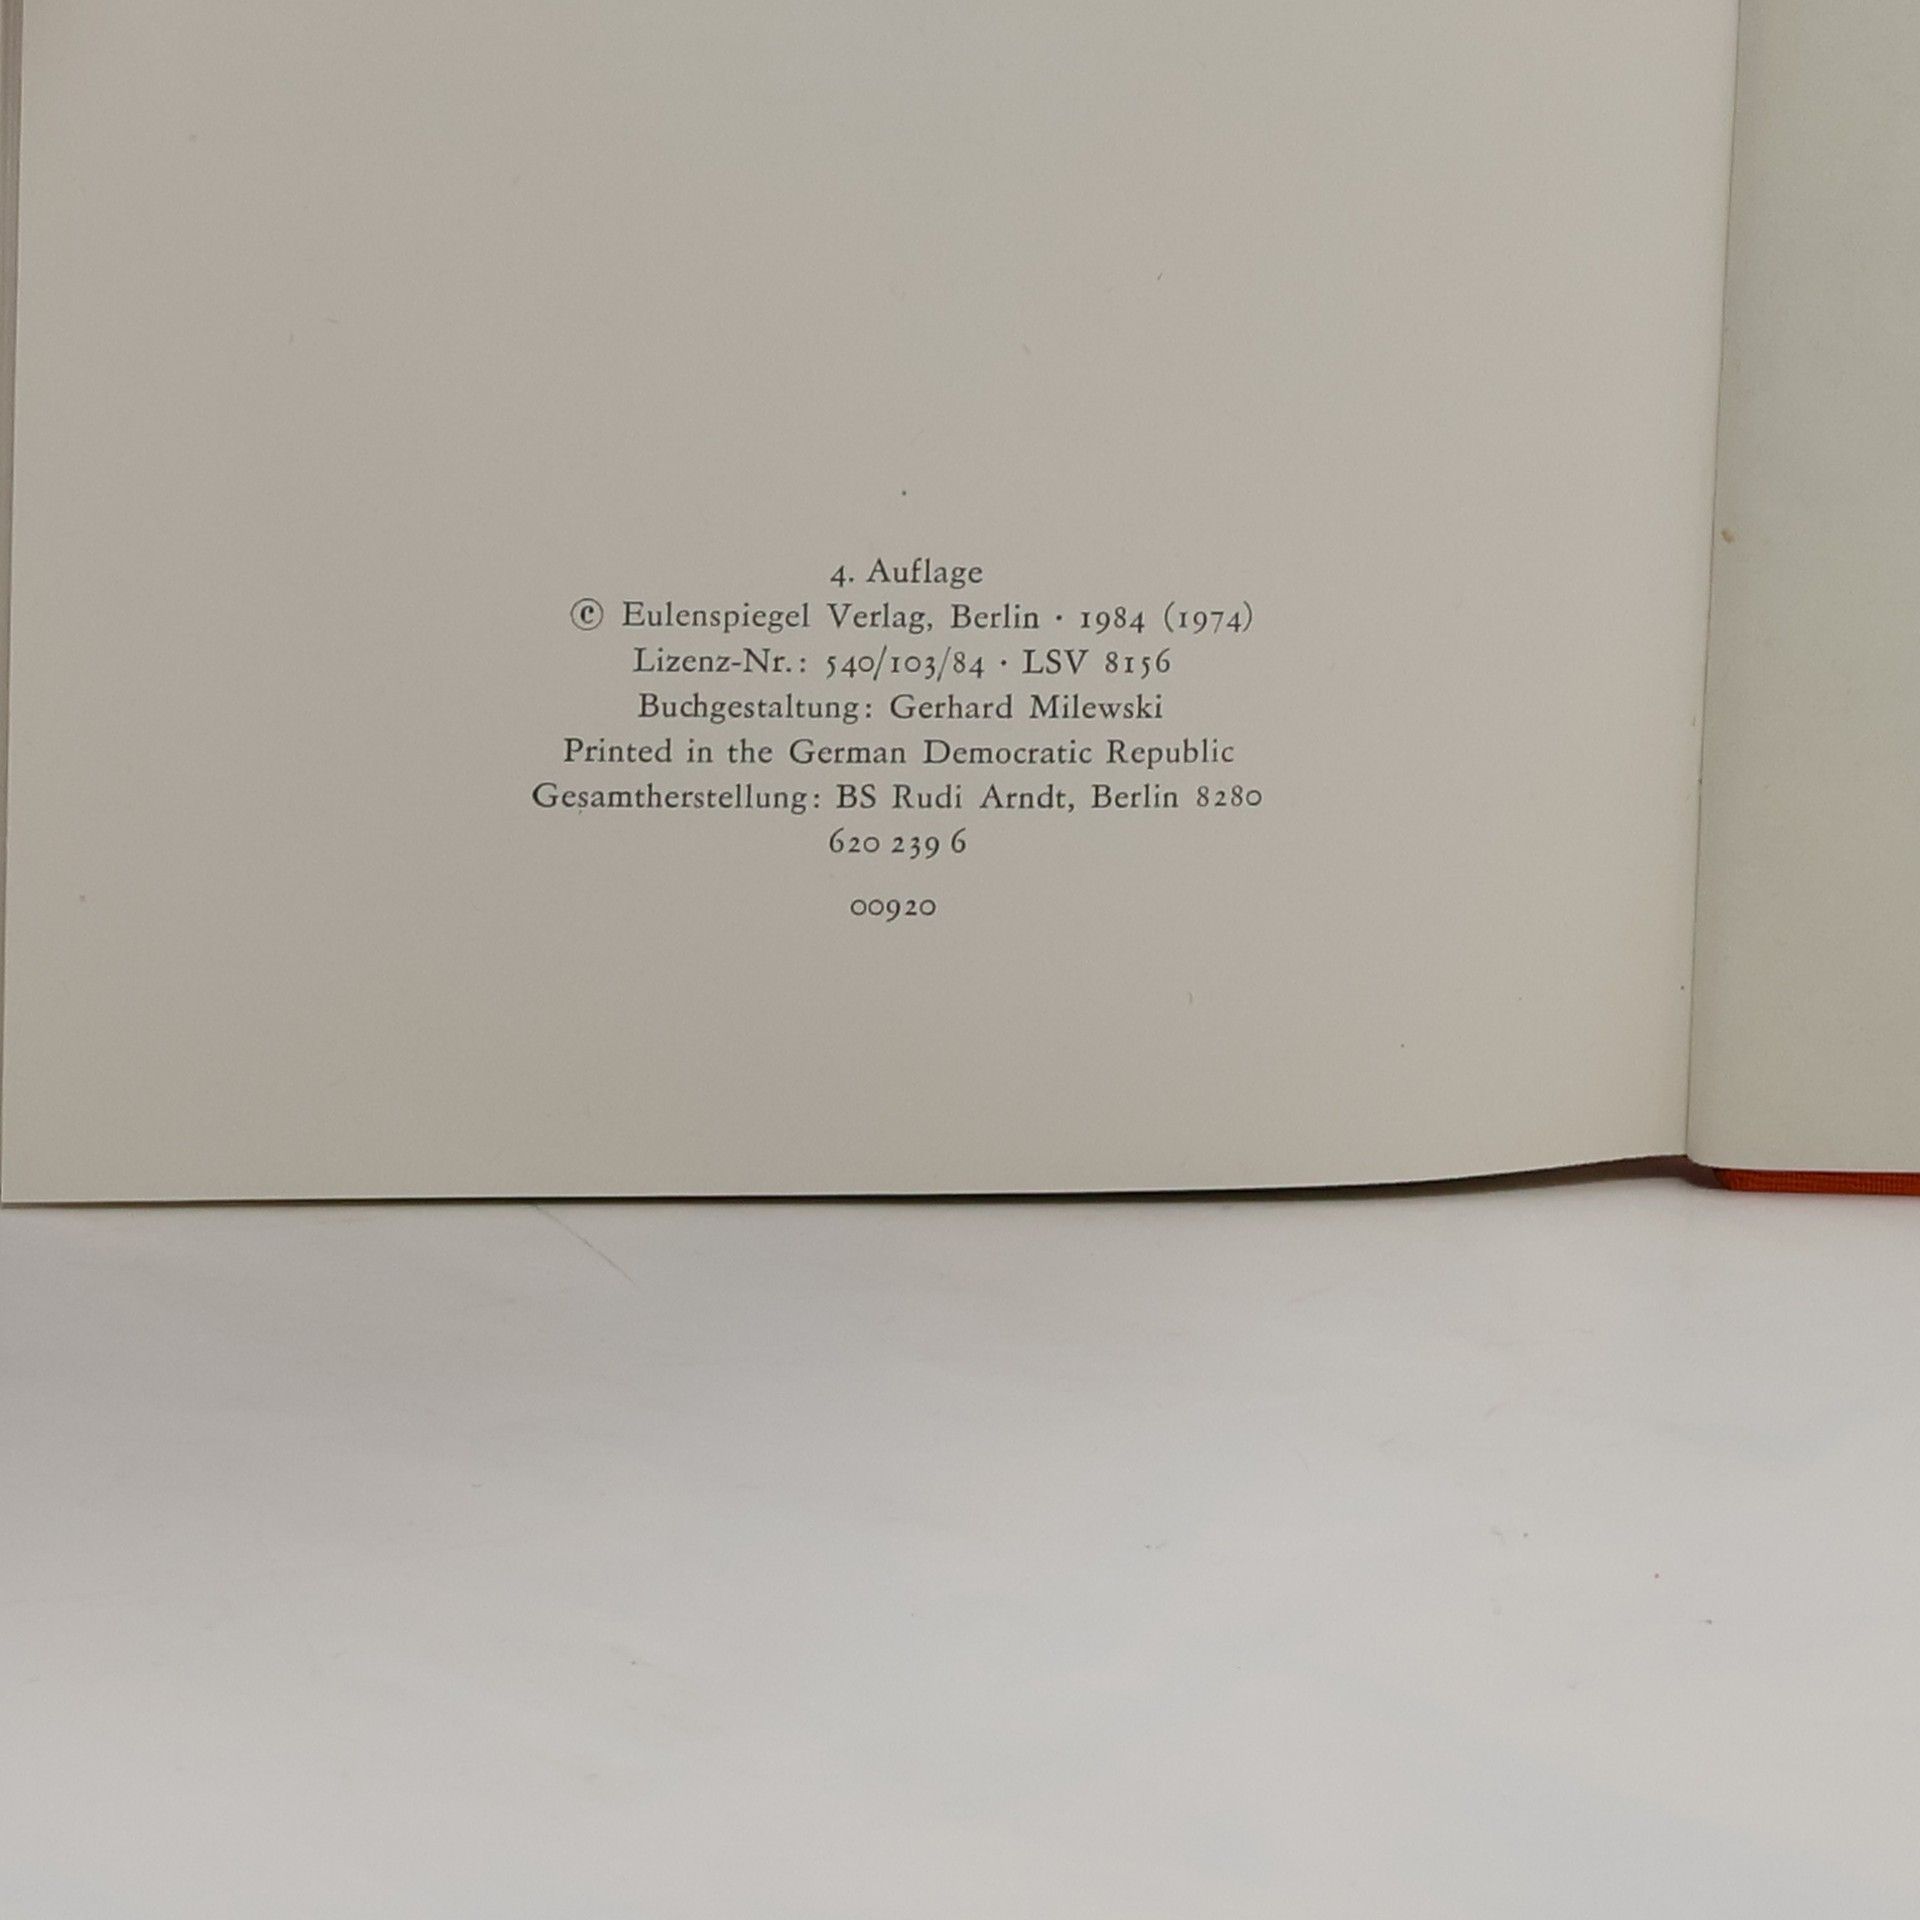 4. Auflage
© Eulenspiegel Verlag, Berlin · 1984 (1974)
Lizenz-Nr.: 540/103/84 · LSV 8156
Buchgestaltung: Gerhard Milewski
Printed in the German Democratic Republic
Gesamtherstellung: BS Rudi Arndt, Berlin 8280
620 239 6
00920